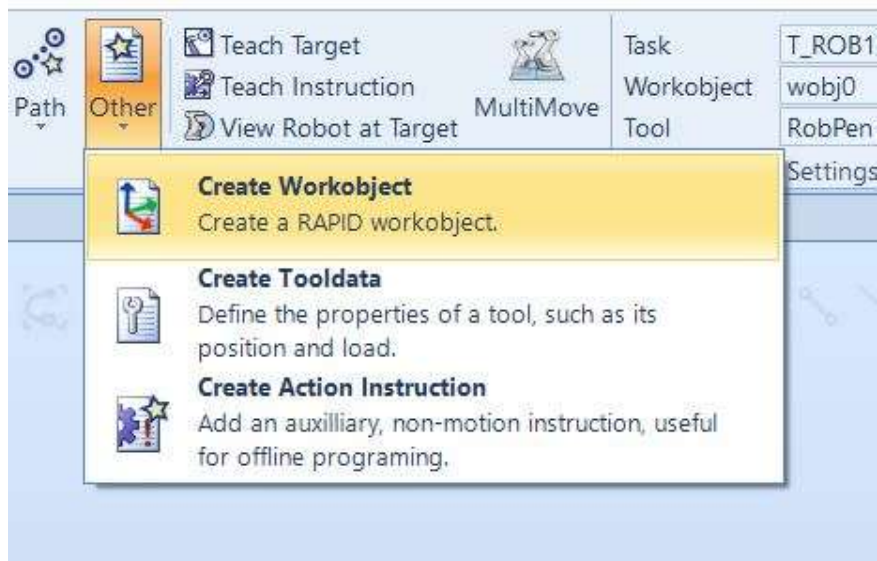 Path
Other
Teach Target
Teach Instruction
View Robot at Target
MultiMove
Task
T_ROB1
Workobject
wobj0
Tool
RobPen
Settings
Create Workobject
Create a RAPID workobject.
Create Tooldata
Define the properties of a tool, such as its
position and load.
Create Action Instruction
Add an auxilliary, non-motion instruction, useful
for offline programing.